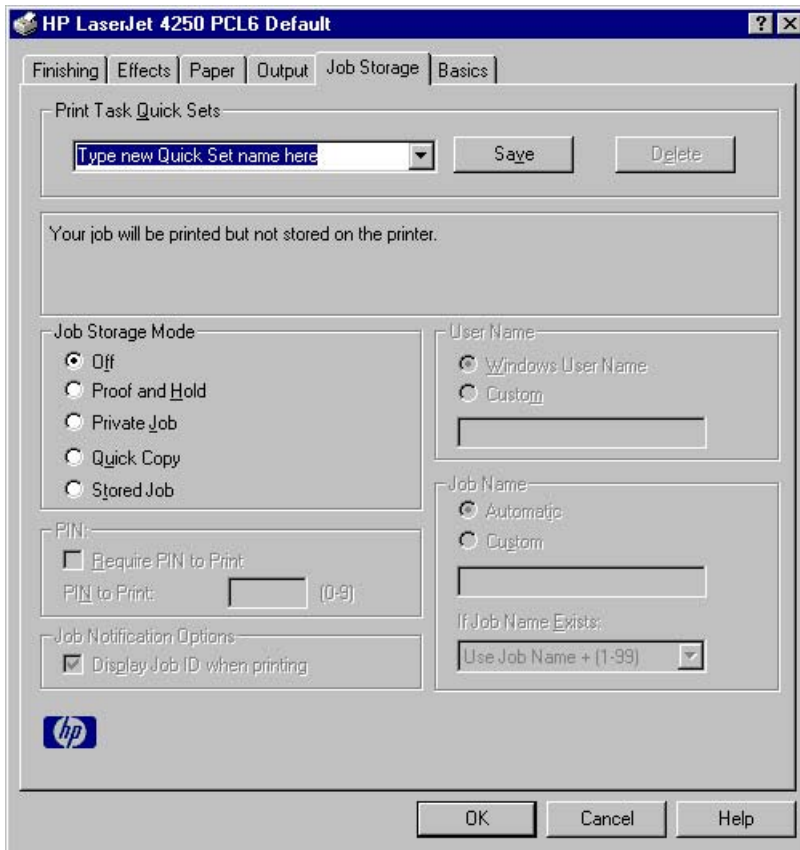 HP LaserJet 4250 PCL6 Default
Finishing Effects Paper Output Job Storage Basics
Print Task Quick Sets
Type new Quick Set name here Save Delete
Your job will be printed but not stored on the printer.
Job Storage Mode
Off
Proof and Hold
Private Job
Quick Copy
Stored Job
User Name
Windows User Name
Custom
PIN:
Require PIN to Print
PIN to Print: (0-9)
Job Notification Options
Display Job ID when printing
Job Name
Automatic
Custom
If Job Name Exists:
Use Job Name + (1-99)
hp
OK Cancel Help